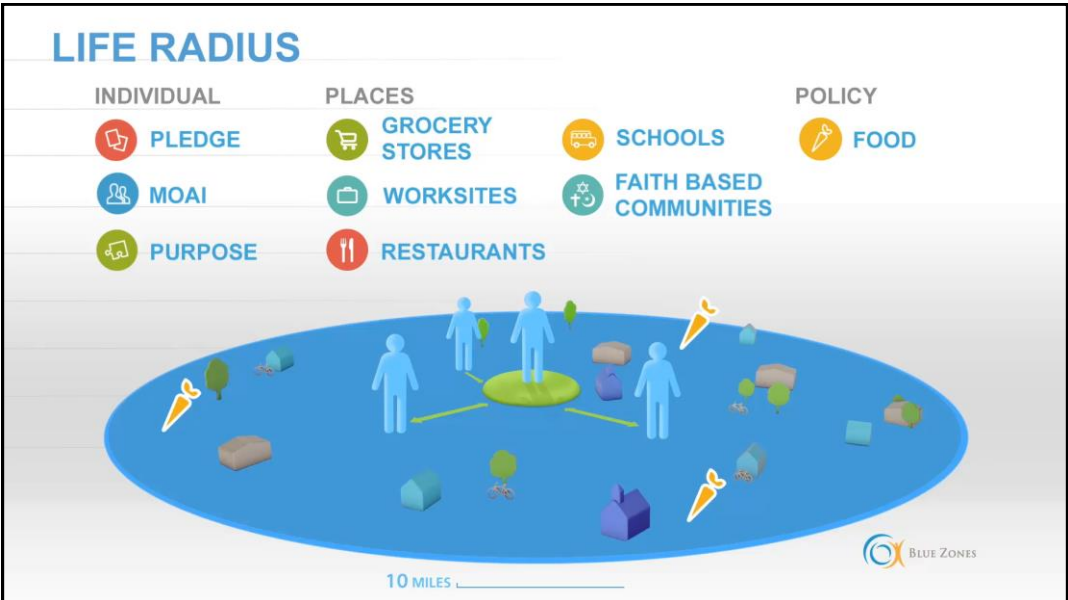 LIFE RADIUS
INDIVIDUAL
PLEDGE
MOAI
PURPOSE
PLACES
GROCERY
STORES
WORKSITES
RESTAURANTS
SCHOOLS
FAITH BASED
COMMUNITIES
POLICY
FOOD
BLUE ZONES
10 MILES